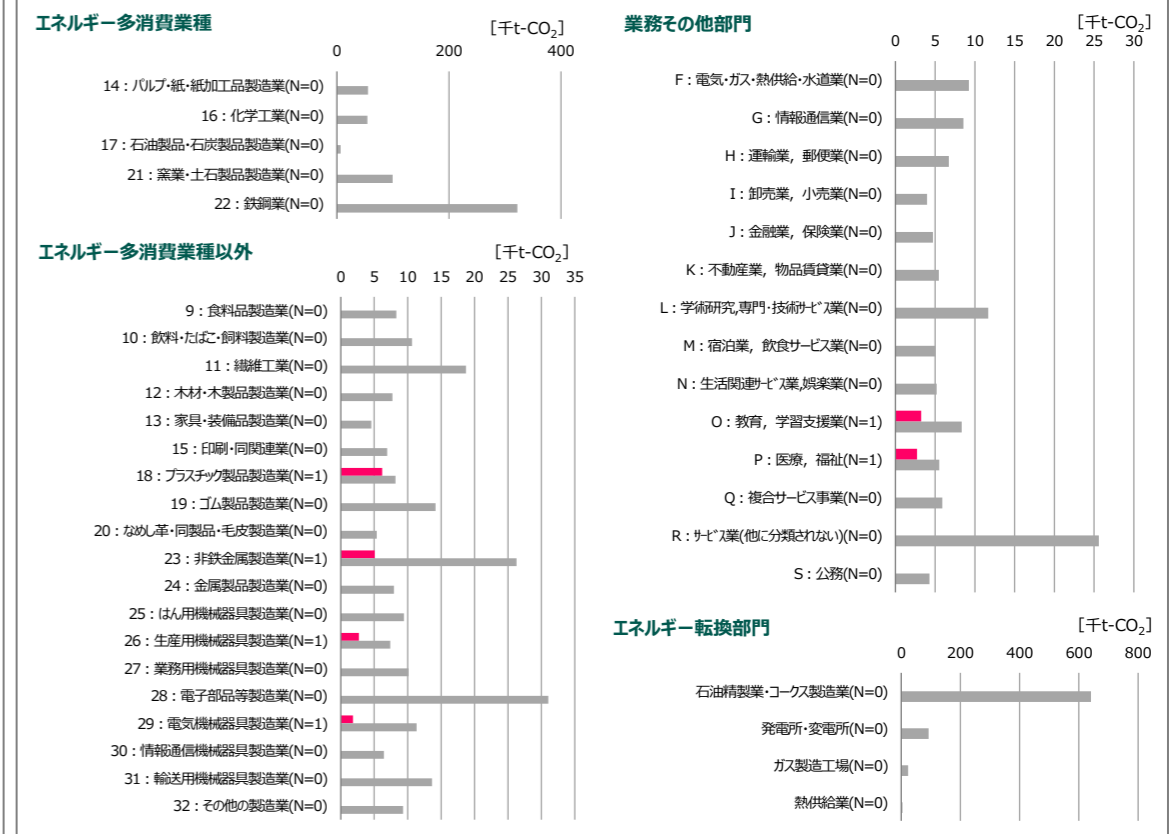 エネルギー多消費業種
[千t-CO2]
0 200 400
14：パルプ・紙・紙加工品製造業(N=0)
16：化学工業(N=0)
17：石油製品・石炭製品製造業(N=0)
21：窯業・土石製品製造業(N=0)
22：鉄鋼業(N=0)
エネルギー多消費業種以外
[千t-CO2]
0 5 10 15 20 25 30 35
9：食料品製造業(N=0)
10：飲料・たばこ・飼料製造業(N=0)
11：繊維工業(N=0)
12：木材・木製品製造業(N=0)
13：家具・装備品製造業(N=0)
15：印刷・同関連業(N=0)
18：プラスチック製品製造業(N=1)
19：ゴム製品製造業(N=0)
20：なめし革・同製品・毛皮製造業(N=0)
23：非鉄金属製造業(N=1)
24：金属製品製造業(N=0)
25：はん用機械器具製造業(N=0)
26：生産用機械器具製造業(N=1)
27：業務用機械器具製造業(N=0)
28：電子部品等製造業(N=0)
29：電気機械器具製造業(N=1)
30：情報通信機械器具製造業(N=0)
31：輸送用機械器具製造業(N=0)
32：その他の製造業(N=0)
業務その他部門
[千t-CO2]
0 5 10 15 20 25 30
F：電気・ガス・熱供給・水道業(N=0)
G：情報通信業(N=0)
H：運輸業，郵便業(N=0)
I：卸売業，小売業(N=0)
J：金融業，保険業(N=0)
K：不動産業，物品賃貸業(N=0)
L：学術研究,専門・技術サービス業(N=0)
M：宿泊業，飲食サービス業(N=0)
N：生活関連サービス業,娯楽業(N=0)
O：教育，学習支援業(N=1)
P：医療，福祉(N=1)
Q：複合サービス事業(N=0)
R：サービス業(他に分類されない)(N=0)
S：公務(N=0)
エネルギー転換部門
[千t-CO2]
0 200 400 600 800
石油精製業・コークス製造業(N=0)
発電所・変電所(N=0)
ガス製造工場(N=0)
熱供給業(N=0)